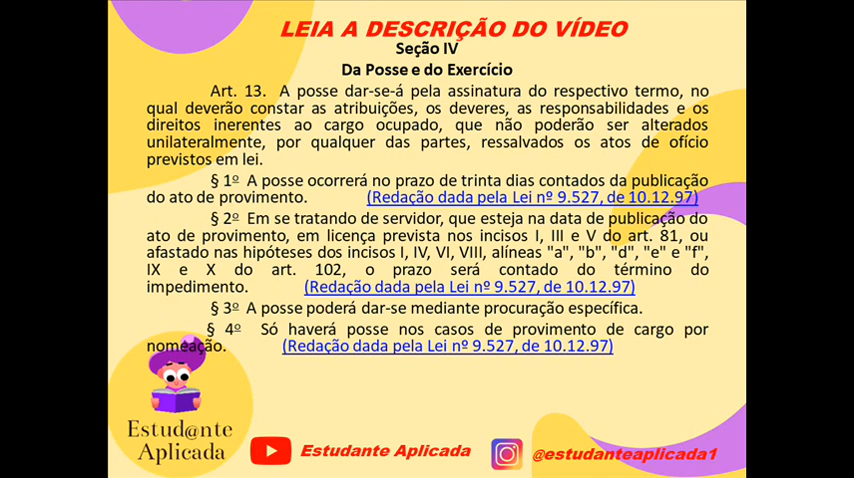 LEIA A DESCRIÇÃO DO VÍDEO
Seção IV
Da Posse e do Exercício
Art. 13. A posse dar-se-á pela assinatura do respectivo termo, no
qual deverão constar as atribuições, os deveres, as responsabilidades e os
direitos inerentes ao cargo ocupado, que não poderão ser alterados
unilateralmente, por qualquer das partes, ressalvados os atos de ofício
previstos em lei.
§ 1º A posse ocorrerá no prazo de trinta dias contados da publicação
do ato de provimento. (Redação dada pela Lei nº 9.527, de 10.12.97)
§ 2º Em se tratando de servidor, que esteja na data de publicação do
ato de provimento, em licença prevista nos incisos I, III e V do art. 81, ou
afastado nas hipóteses dos incisos I, IV, VI, VIII, alíneas "a", "b", "d", "e" e "f",
IX e X do art. 102, o prazo será contado do término do
impedimento. (Redação dada pela Lei nº 9.527, de 10.12.97)
§ 3º A posse poderá dar-se mediante procuração específica.
§ 4º Só haverá posse nos casos de provimento de cargo por
nomeação. (Redação dada pela Lei nº 9.527, de 10.12.97)
Estud@nte
Aplicada
Estudante Aplicada
@estudanteaplicada1